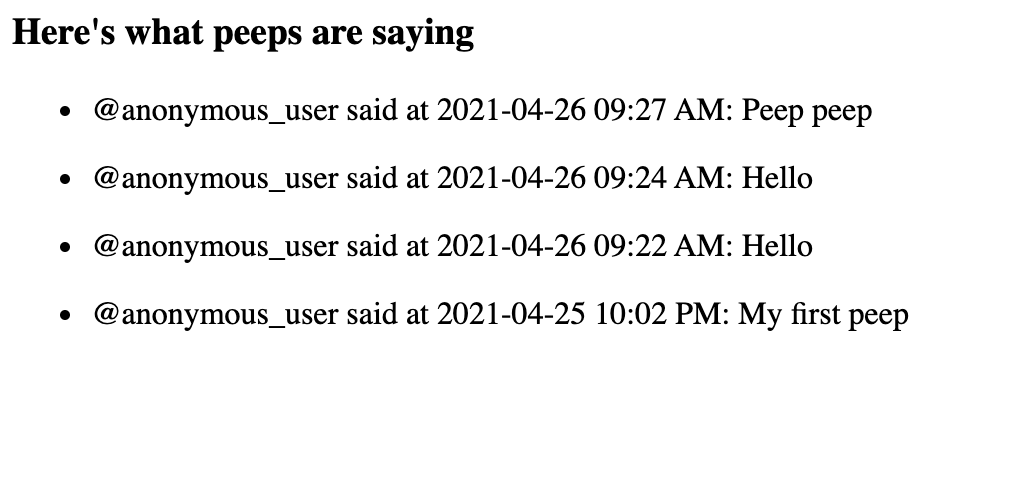 Here's what peeps are saying
@anonymous_user said at 2021-04-26 09:27 AM: Peep peep
@anonymous_user said at 2021-04-26 09:24 AM: Hello
@anonymous_user said at 2021-04-26 09:22 AM: Hello
@anonymous_user said at 2021-04-25 10:02 PM: My first peep